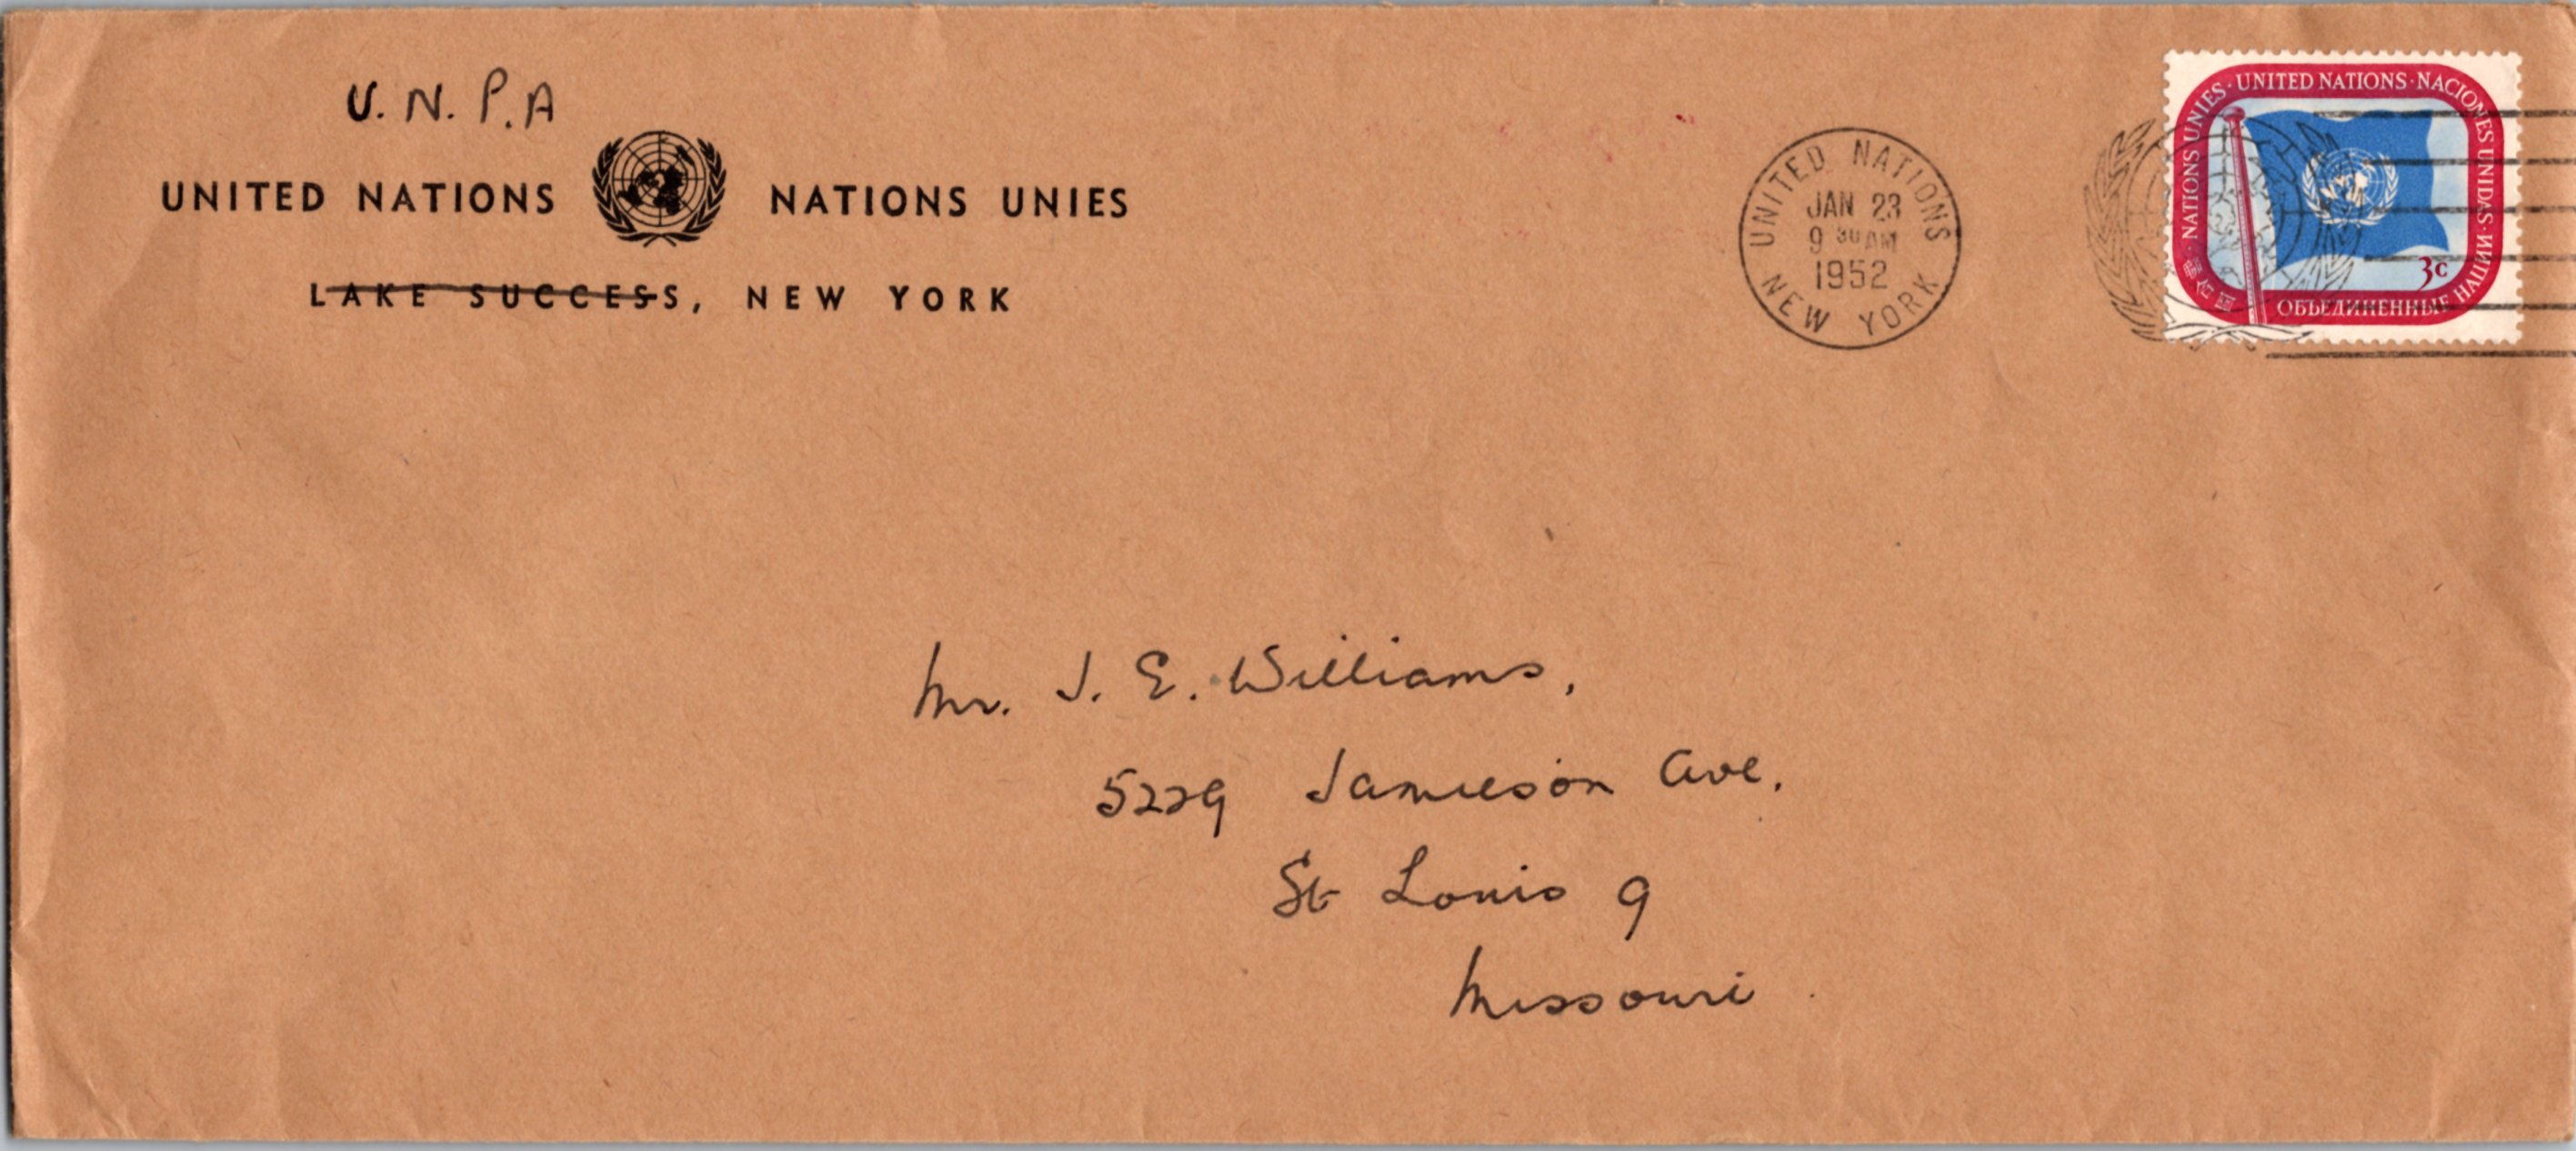 U.N.P.A
UNITED NATIONS NATIONS UNIES
LAKE SUCCESS, NEW YORK
UNITED NATIONS
JAN 23
9 30 AM
1952
NEW YORK
NATIONS UNIES · UNITED NATIONS · NACIONES UNIDAS · ОБЪЕДИНЕННЫЕ НАЦИИ
3c
Mr. J. E. Williams,
5229 Jamieson Ave.
St Louis 9
Missouri